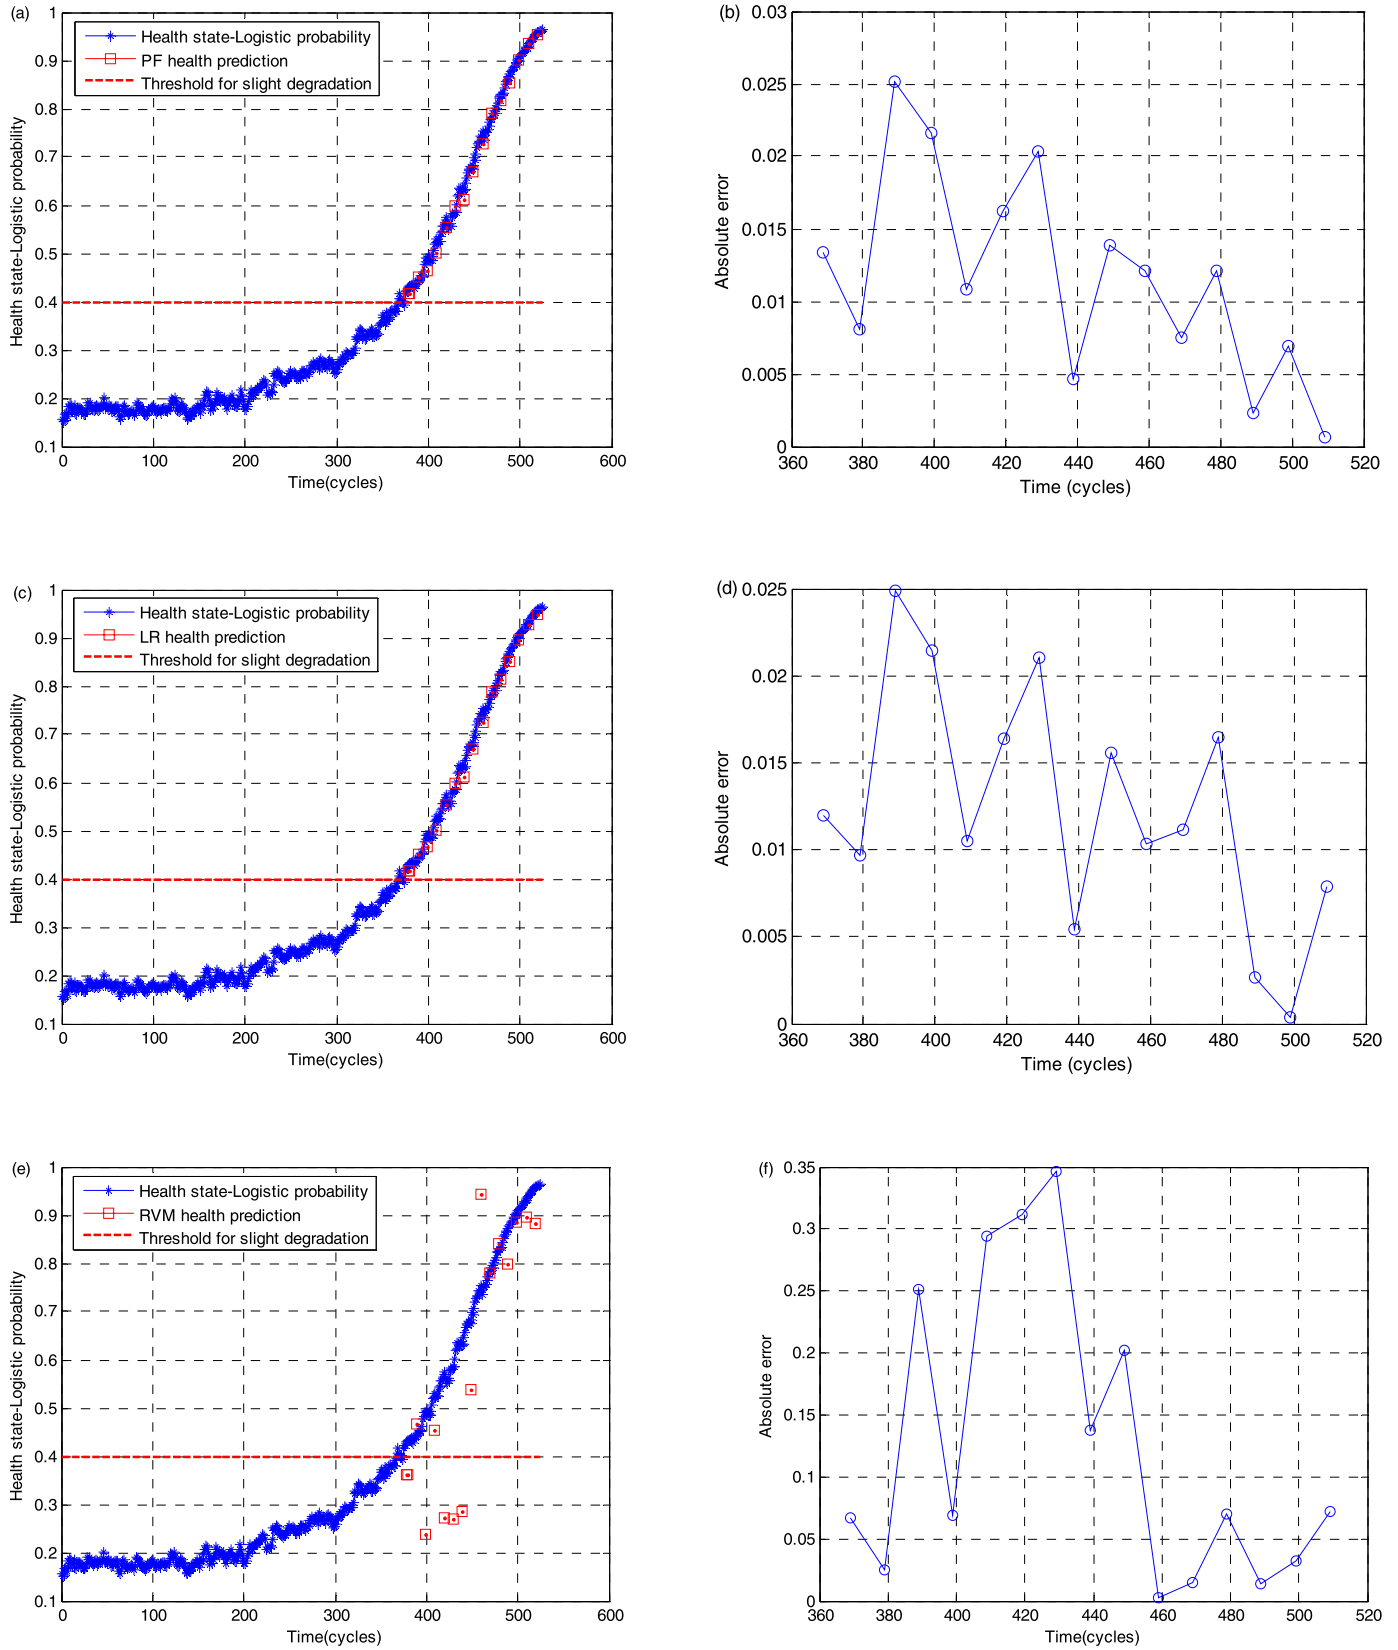 (a)
1
0.9
0.8
0.7
0.6
0.5
0.4
0.3
0.2
0.1
Health state-Logistic probability
Health state-Logistic probability
PF health prediction
Threshold for slight degradation
0 100 200 300 400 500 600
Time(cycles)
(b)
0.03
0.025
0.02
0.015
0.01
0.005
0
Absolute error
360 380 400 420 440 460 480 500 520
Time (cycles)
(c)
1
0.9
0.8
0.7
0.6
0.5
0.4
0.3
0.2
0.1
Health state-Logistic probability
Health state-Logistic probability
LR health prediction
Threshold for slight degradation
0 100 200 300 400 500 600
Time(cycles)
(d)
0.025
0.02
0.015
0.01
0.005
0
Absolute error
360 380 400 420 440 460 480 500 520
Time (cycles)
(e)
1
0.9
0.8
0.7
0.6
0.5
0.4
0.3
0.2
0.1
Health state-Logistic probability
Health state-Logistic probability
RVM health prediction
Threshold for slight degradation
0 100 200 300 400 500 600
Time(cycles)
(f)
0.35
0.3
0.25
0.2
0.15
0.1
0.05
0
Absolute error
360 380 400 420 440 460 480 500 520
Time(cycles)